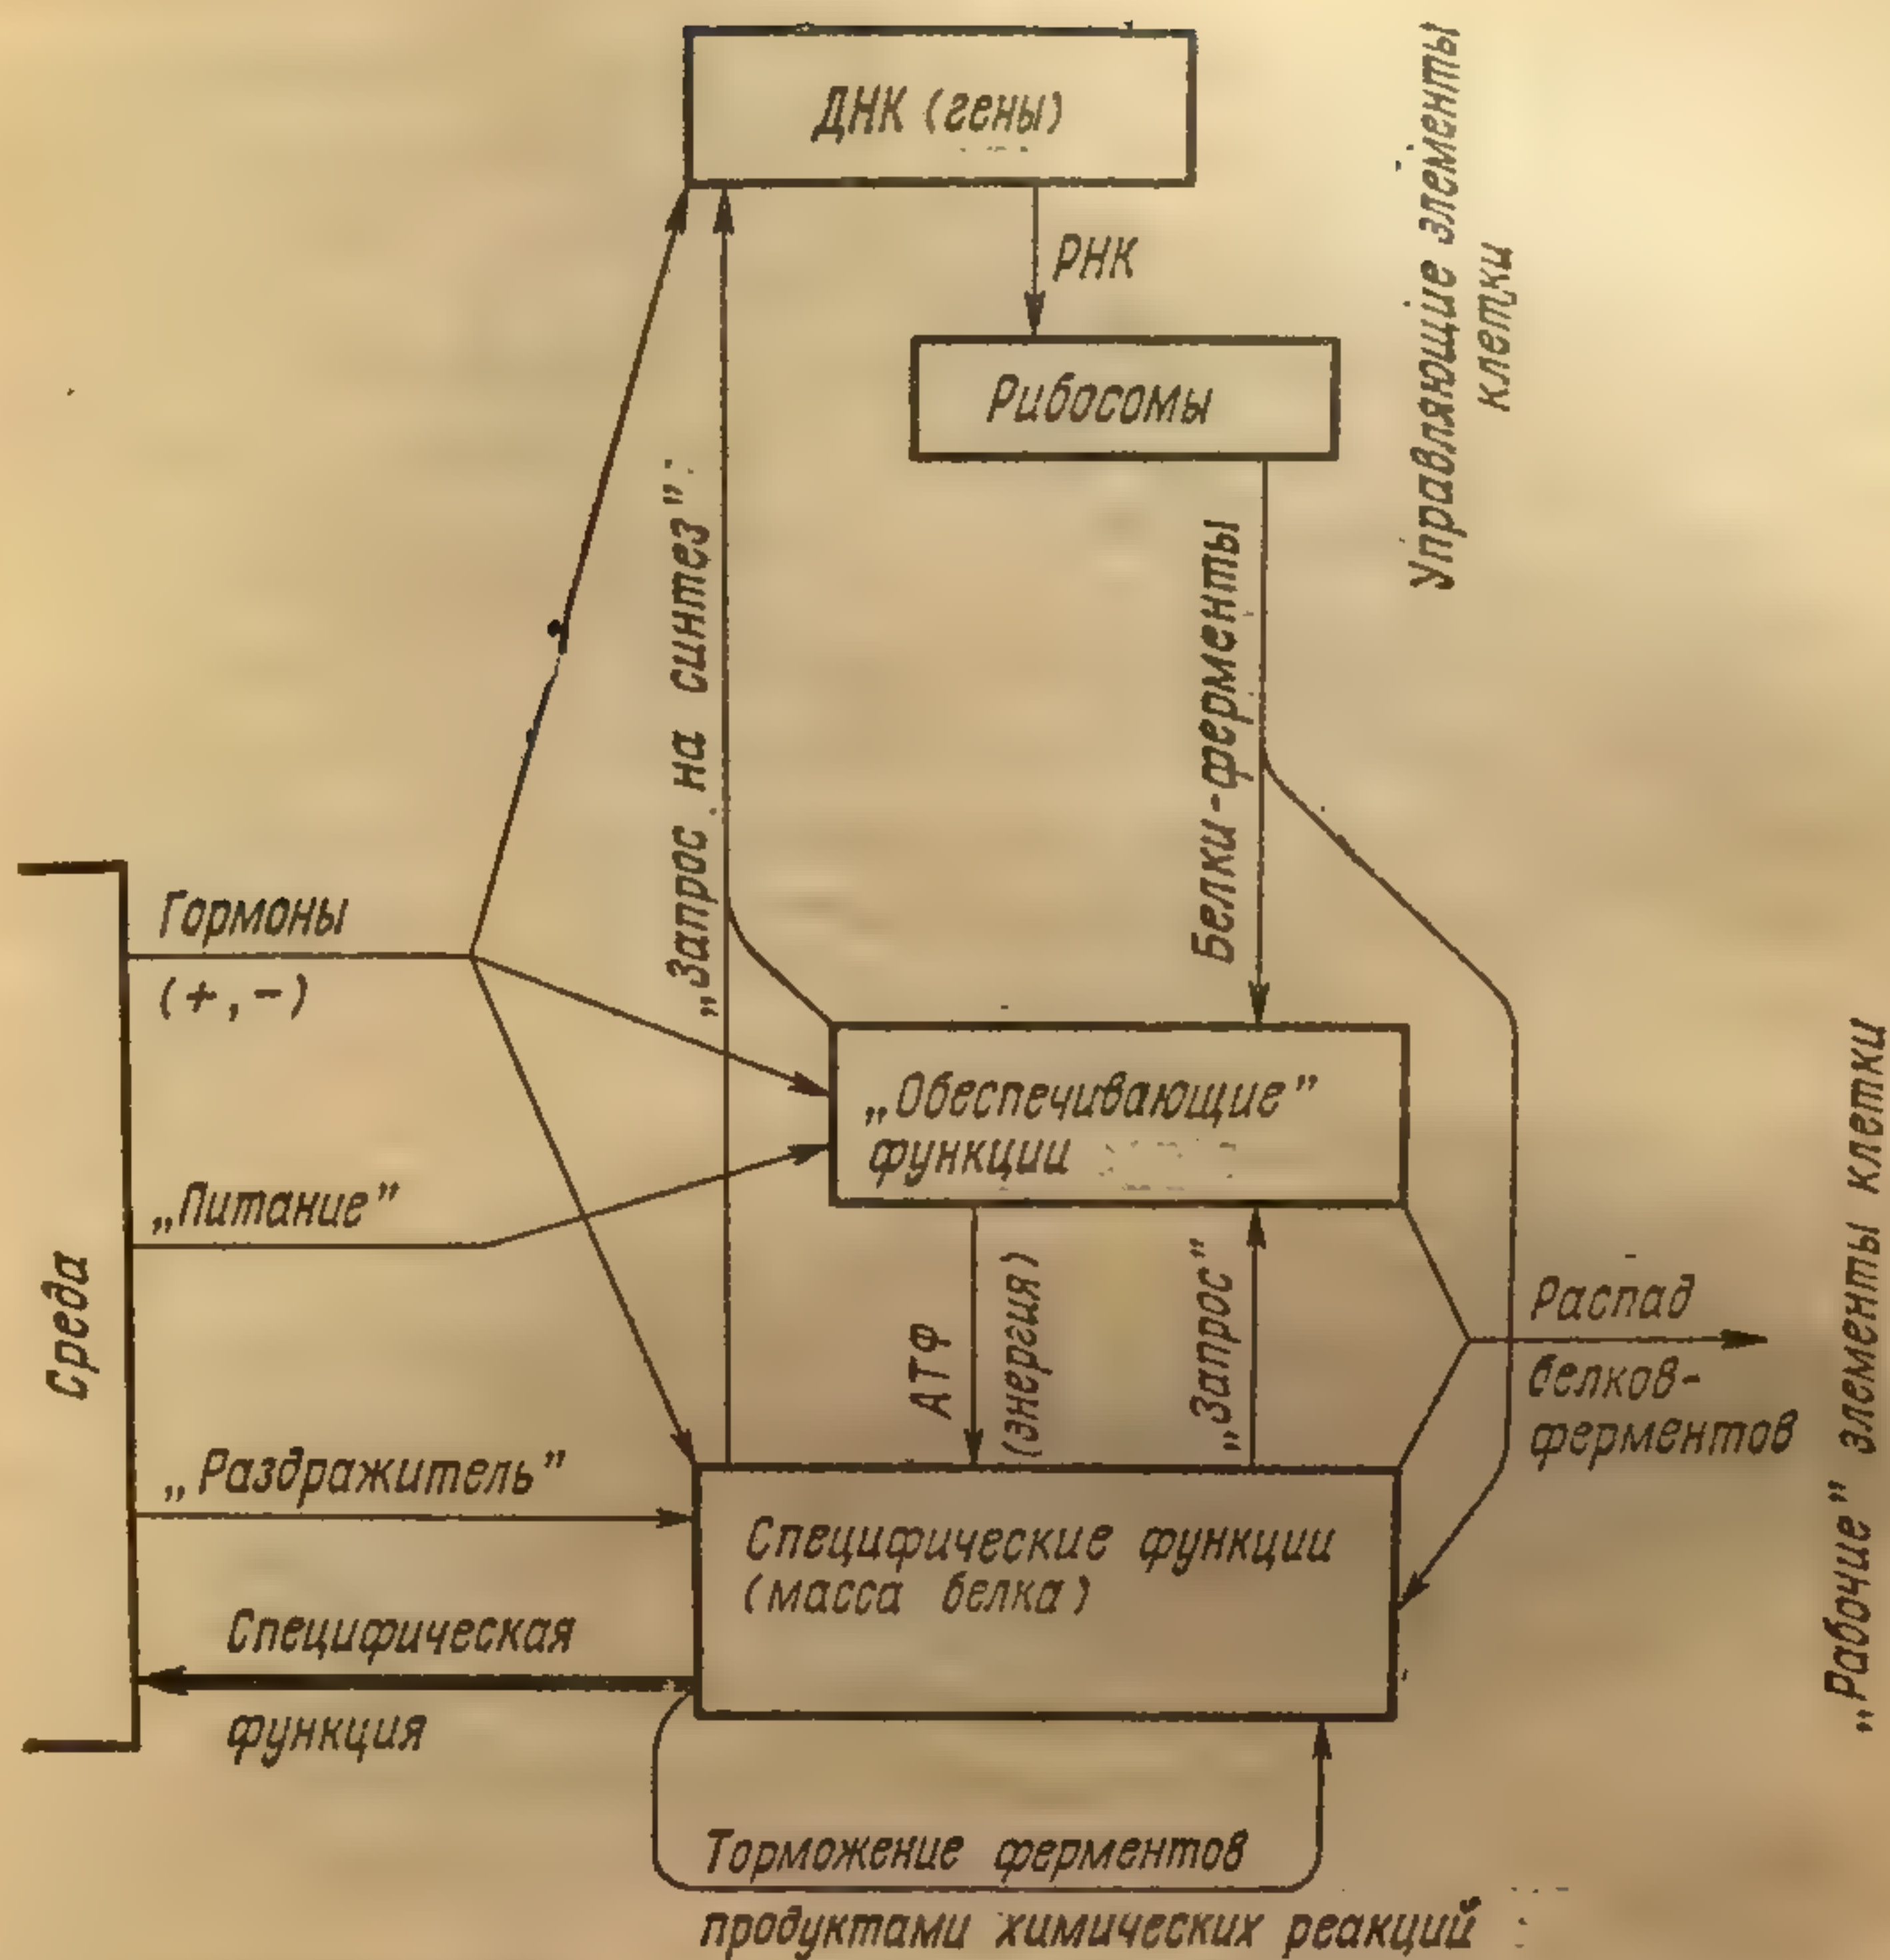 ДНК (гены)
РНК
Рибосомы
Управляющие элементы
клетки
„Запрос на синтез”
Белки-ферменты
Гормоны
(+,-)
„Обеспечивающие”
функции
„Питание”
Среда
АТФ
(энергия)
„Запрос”
Распад
белков-
ферментов
„Рабочие” элементы клетки
„Раздражитель”
Специфические функции
(масса белка)
Специфическая
функция
Торможение ферментов
продуктами химических реакций